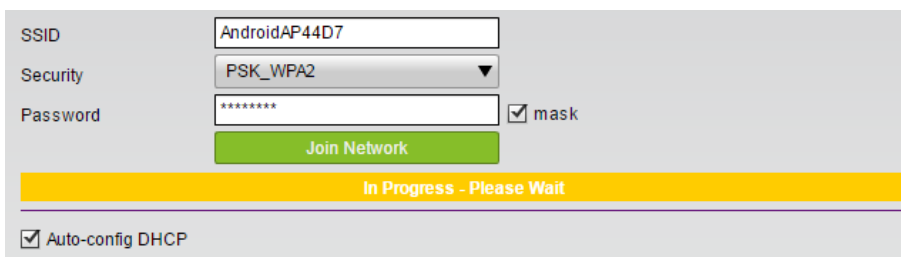 SSID AndroidAP44D7
Security PSK_WPA2
Password ******** mask
Join Network
In Progress - Please Wait
Auto-config DHCP